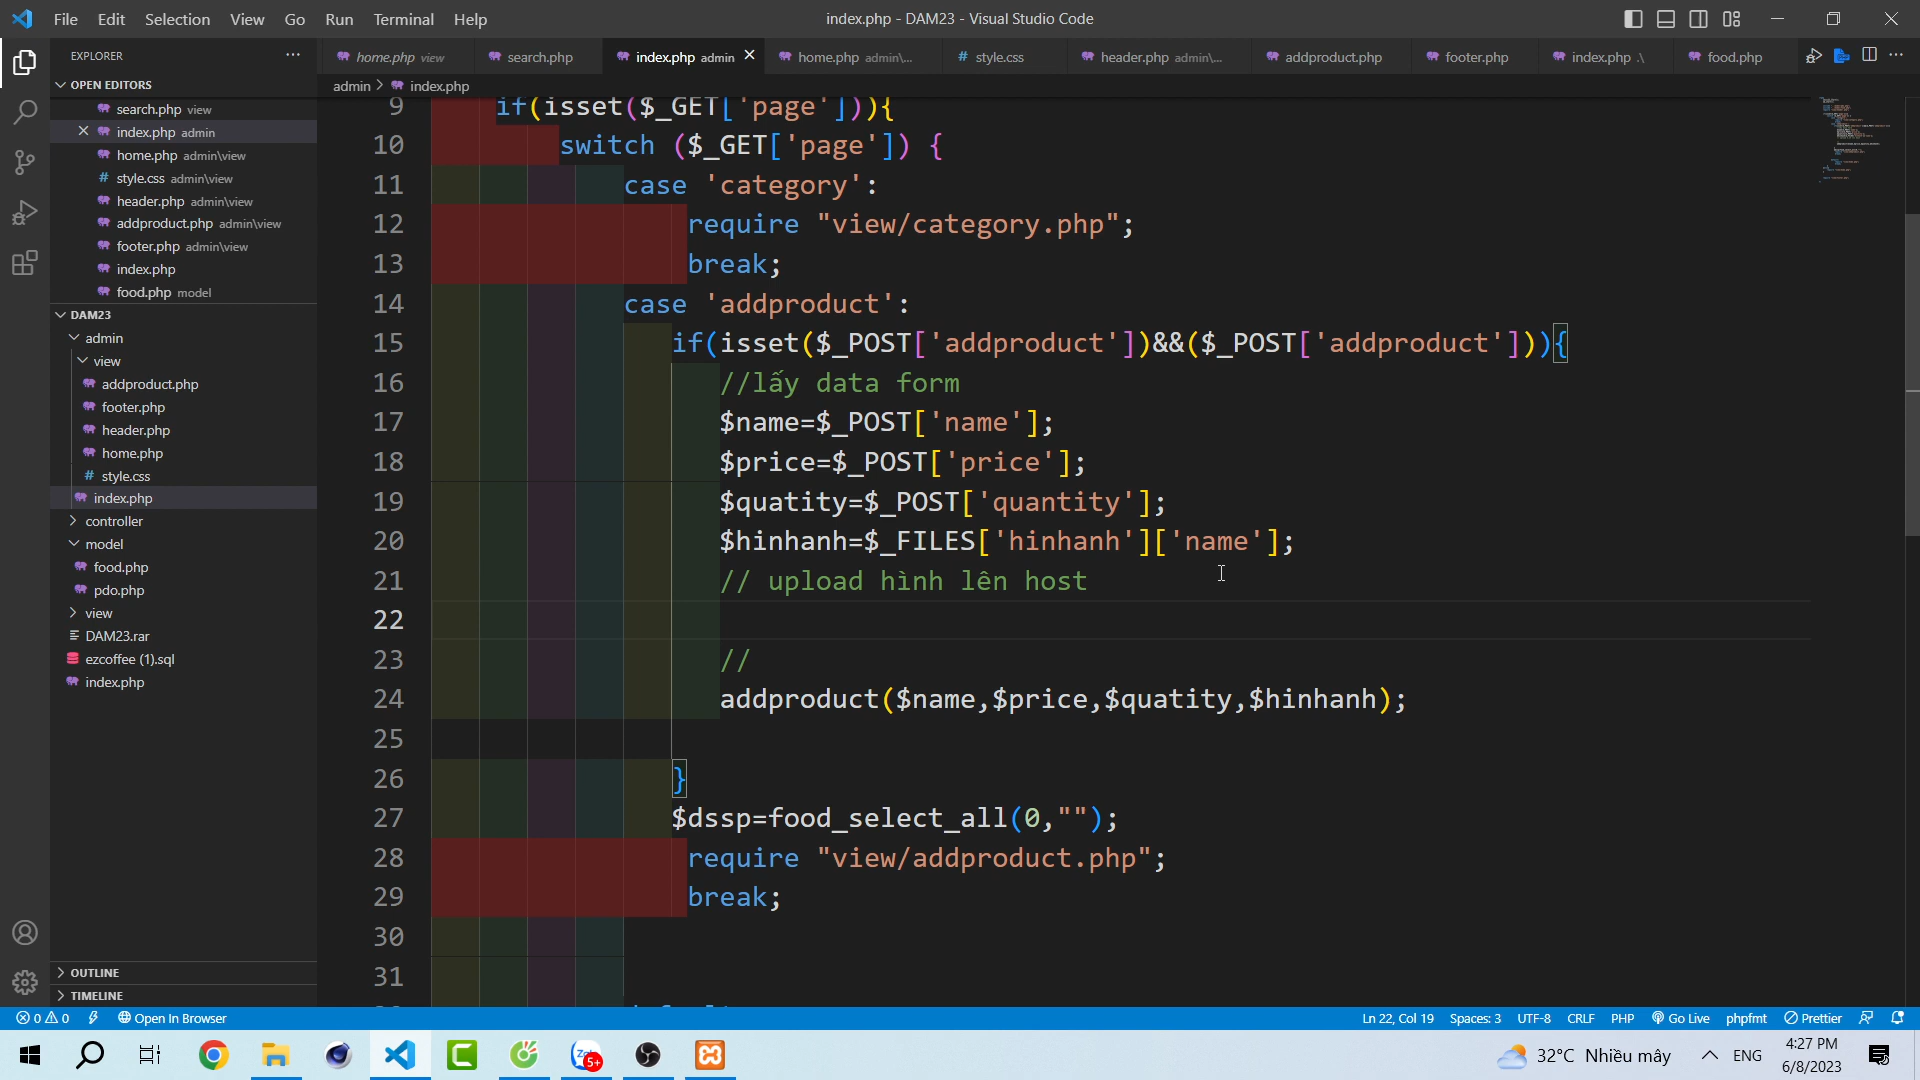 File Edit Selection View Go Run Terminal Help
index.php - DAM23 - Visual Studio Code
EXPLORER
home.php view
search.php
index.php admin
home.php admin\...
style.css
header.php admin\...
addproduct.php
footer.php
index.php .\
food.php
admin > index.php
OPEN EDITORS
search.php view
index.php admin
home.php admin\view
style.css admin\view
header.php admin\view
addproduct.php admin\view
footer.php admin\view
index.php
food.php model
DAM23
admin
view
addproduct.php
footer.php
header.php
home.php
style.css
index.php
controller
model
food.php
pdo.php
view
DAM23.rar
ezcoffee (1).sql
index.php
OUTLINE
TIMELINE
9 if(isset($_GET['page'])){
10 switch ($_GET['page']) {
11 case 'category':
12 require "view/category.php";
13 break;
14 case 'addproduct':
15 if(isset($_POST['addproduct'])&&($_POST['addproduct'])){
16 //lấy data form
17 $name=$_POST['name'];
18 $price=$_POST['price'];
19 $quatity=$_POST['quantity'];
20 $hinhanh=$_FILES['hinhanh']['name'];
21 // upload hình lên host
22
23 //
24 addproduct($name,$price,$quatity,$hinhanh);
25
26 }
27 $dssp=food_select_all(0,"");
28 require "view/addproduct.php";
29 break;
30
31
0 0 Open In Browser
Ln 22, Col 19 Spaces: 3 UTF-8 CRLF PHP Go Live phpfmt Prettier
5+
32°C Nhiều mây ENG
4:27 PM
6/8/2023